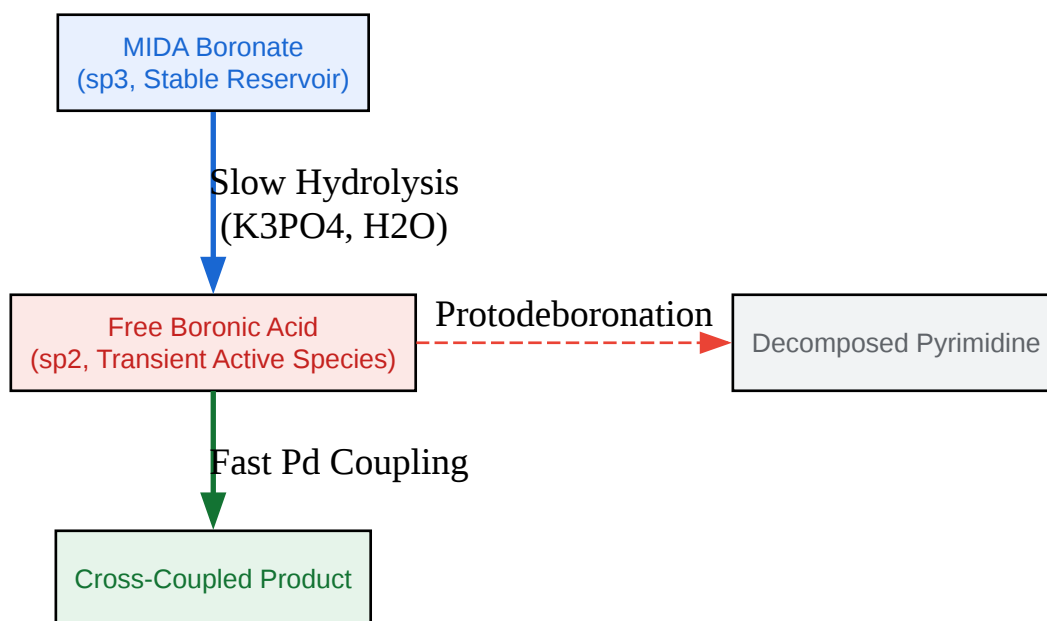 MIDA Boronate
(sp3, Stable Reservoir)
Slow Hydrolysis
(K3PO4, H2O)
Free Boronic Acid
(sp2, Transient Active Species)
Protodeboronation
Decomposed Pyrimidine
Fast Pd Coupling
Cross-Coupled Product